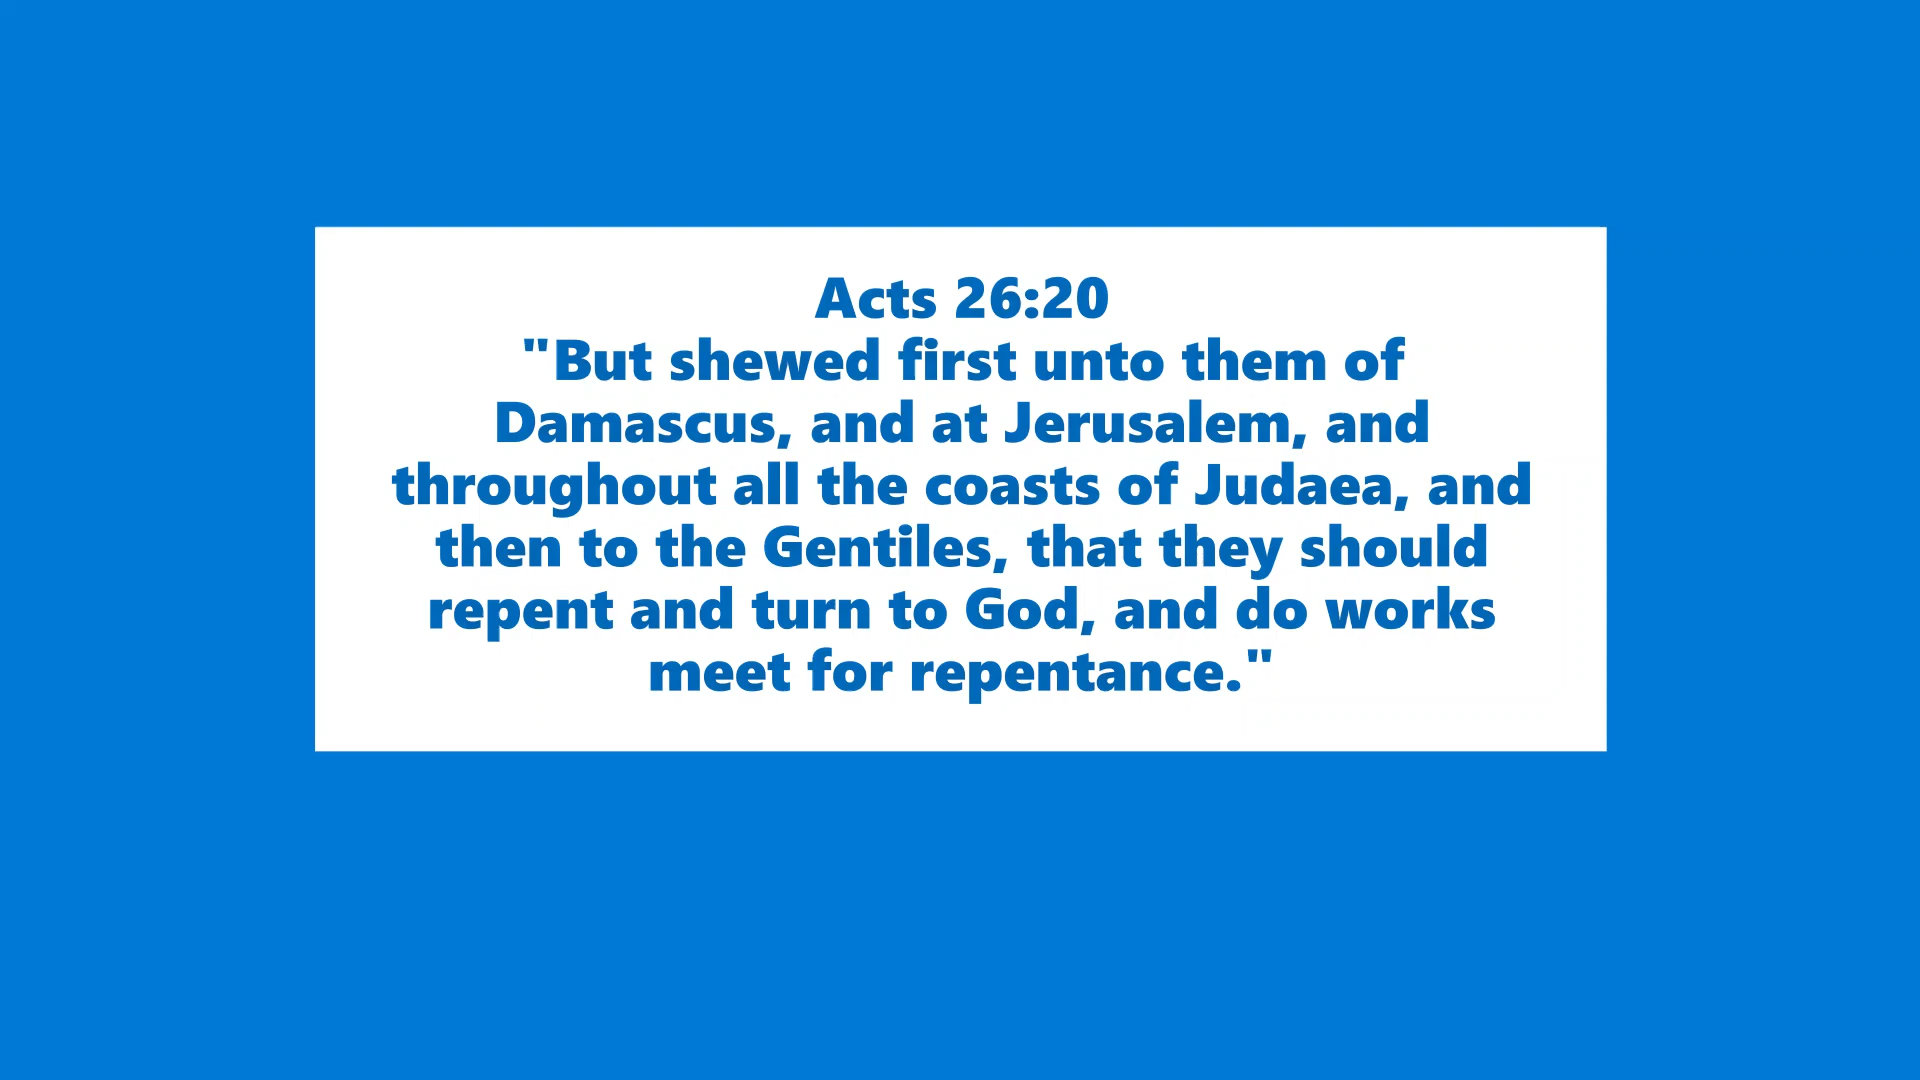 Acts 26:20
"But shewed first unto them of
Damascus, and at Jerusalem, and
throughout all the coasts of Judaea, and
then to the Gentiles, that they should
repent and turn to God, and do works
meet for repentance."